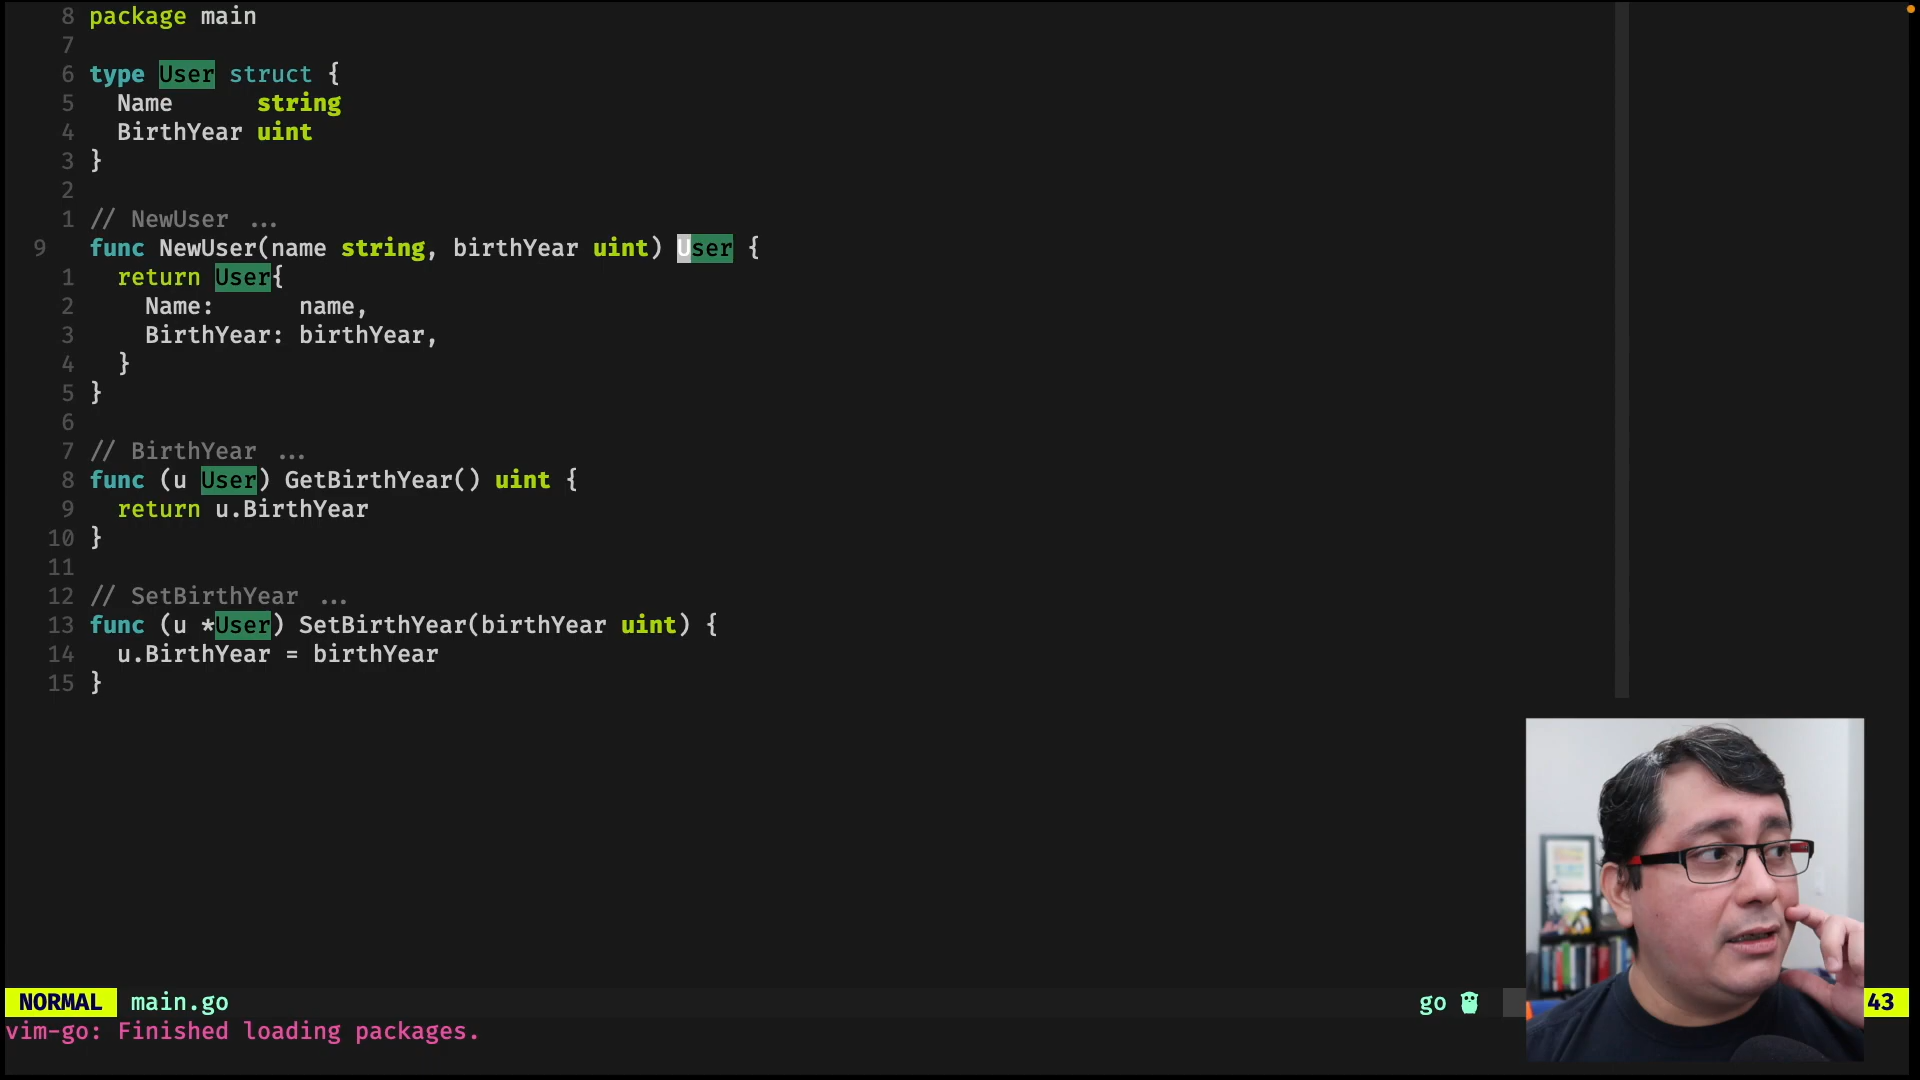 8 package main
7
6 type User struct {
5 Name string
4 BirthYear uint
3 }
2
1 // NewUser ...
9 func NewUser(name string, birthYear uint) User {
1 return User{
2 Name: name,
3 BirthYear: birthYear,
4 }
5 }
6
7 // BirthYear ...
8 func (u User) GetBirthYear() uint {
9 return u.BirthYear
10 }
11
12 // SetBirthYear ...
13 func (u *User) SetBirthYear(birthYear uint) {
14 u.BirthYear = birthYear
15 }
NORMAL main.go go 43
vim-go: Finished loading packages.